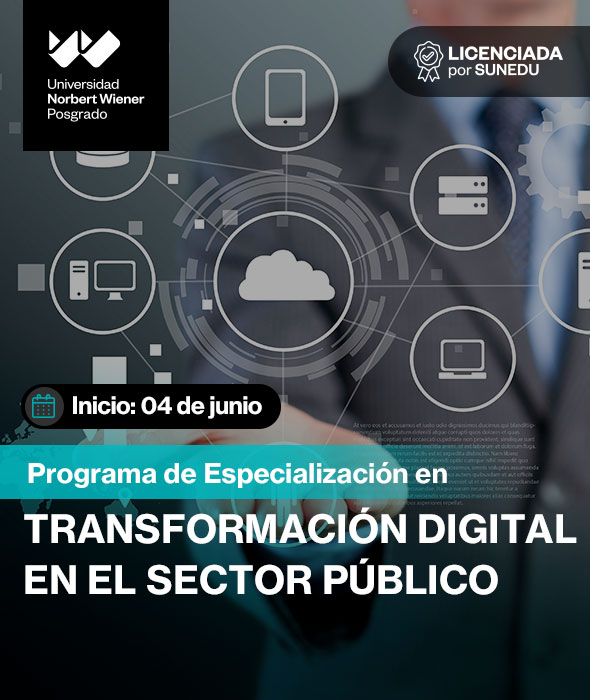 Universidad
Norbert Wiener
Posgrado
LICENCIADA
por SUNEDU
Inicio: 04 de junio
Programa de Especialización en
TRANSFORMACIÓN DIGITAL
EN EL SECTOR PÚBLICO